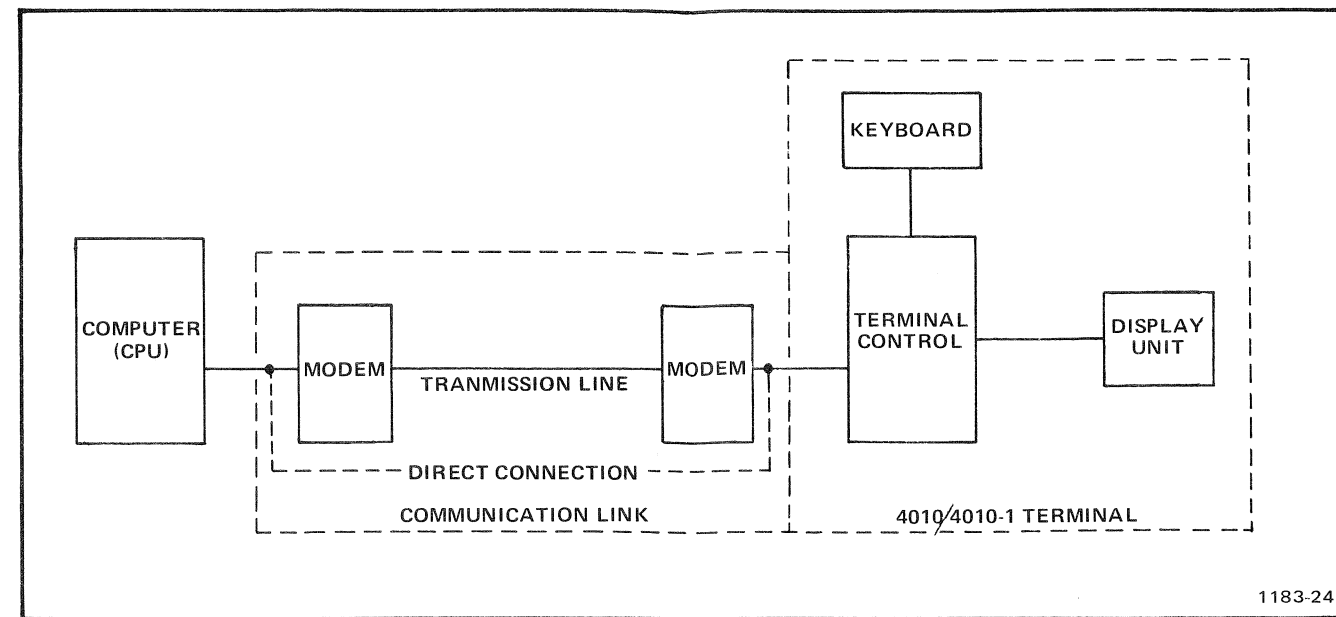 KEYBOARD
COMPUTER
(CPU)
MODEM
TRANMISSION LINE
MODEM
TERMINAL
CONTROL
DISPLAY
UNIT
DIRECT CONNECTION
COMMUNICATION LINK
4010/4010-1 TERMINAL
1183-24